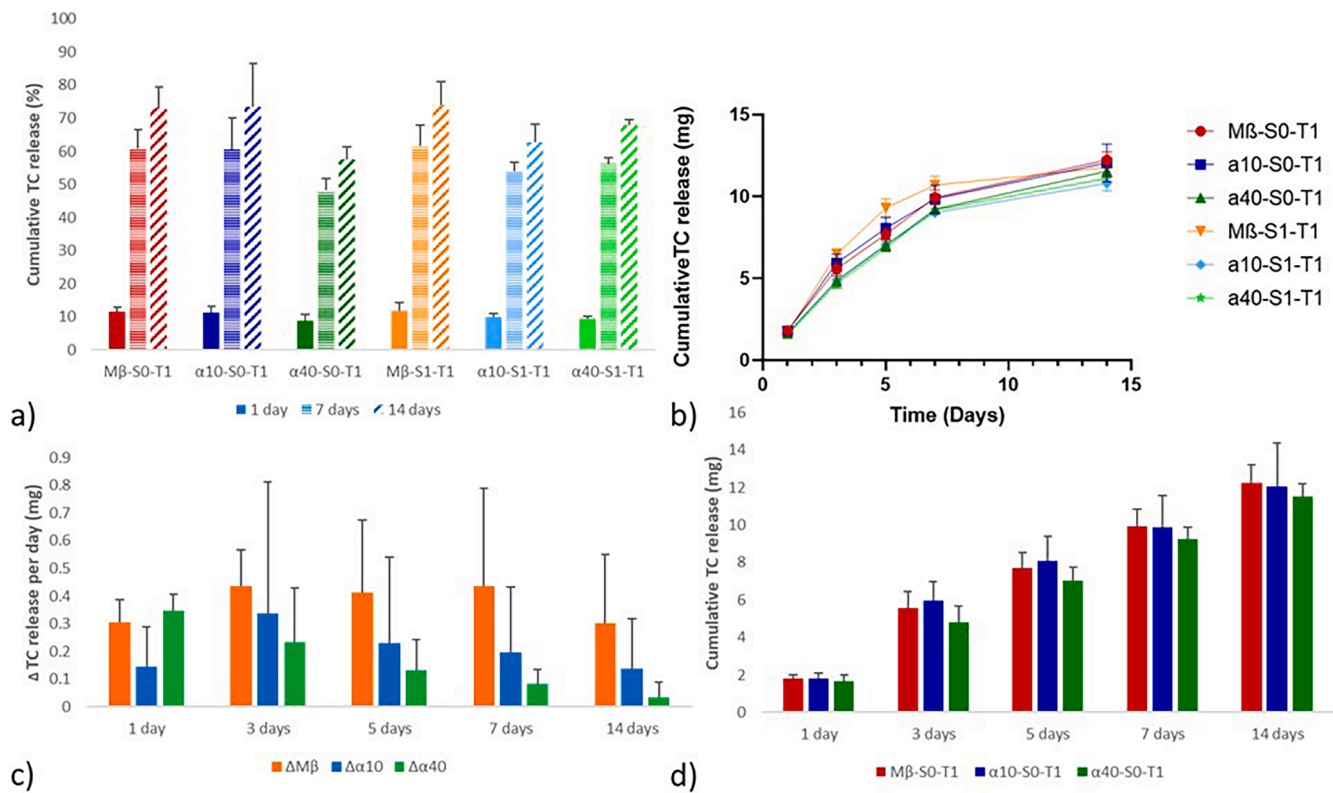 100
90
80
70
60
50
40
30
20
10
0
Cumulative TC release (%)
Mβ-S0-T1 α10-S0-T1 α40-S0-T1 Mβ-S1-T1 α10-S1-T1 α40-S1-T1
1 day 7 days 14 days
a)
15
10
5
0
Cumulative TC release (mg)
0 5 10 15
Time (Days)
Mß-S0-T1
a10-S0-T1
a40-S0-T1
Mß-S1-T1
a10-S1-T1
a40-S1-T1
b)
0.9
0.8
0.7
0.6
0.5
0.4
0.3
0.2
0.1
0
Δ TC release per day (mg)
1 day 3 days 5 days 7 days 14 days
ΔMβ Δα10 Δα40
c)
16
14
12
10
8
6
4
2
0
Cumulative TC release (mg)
1 day 3 days 5 days 7 days 14 days
Mβ-S0-T1 α10-S0-T1 α40-S0-T1
d)